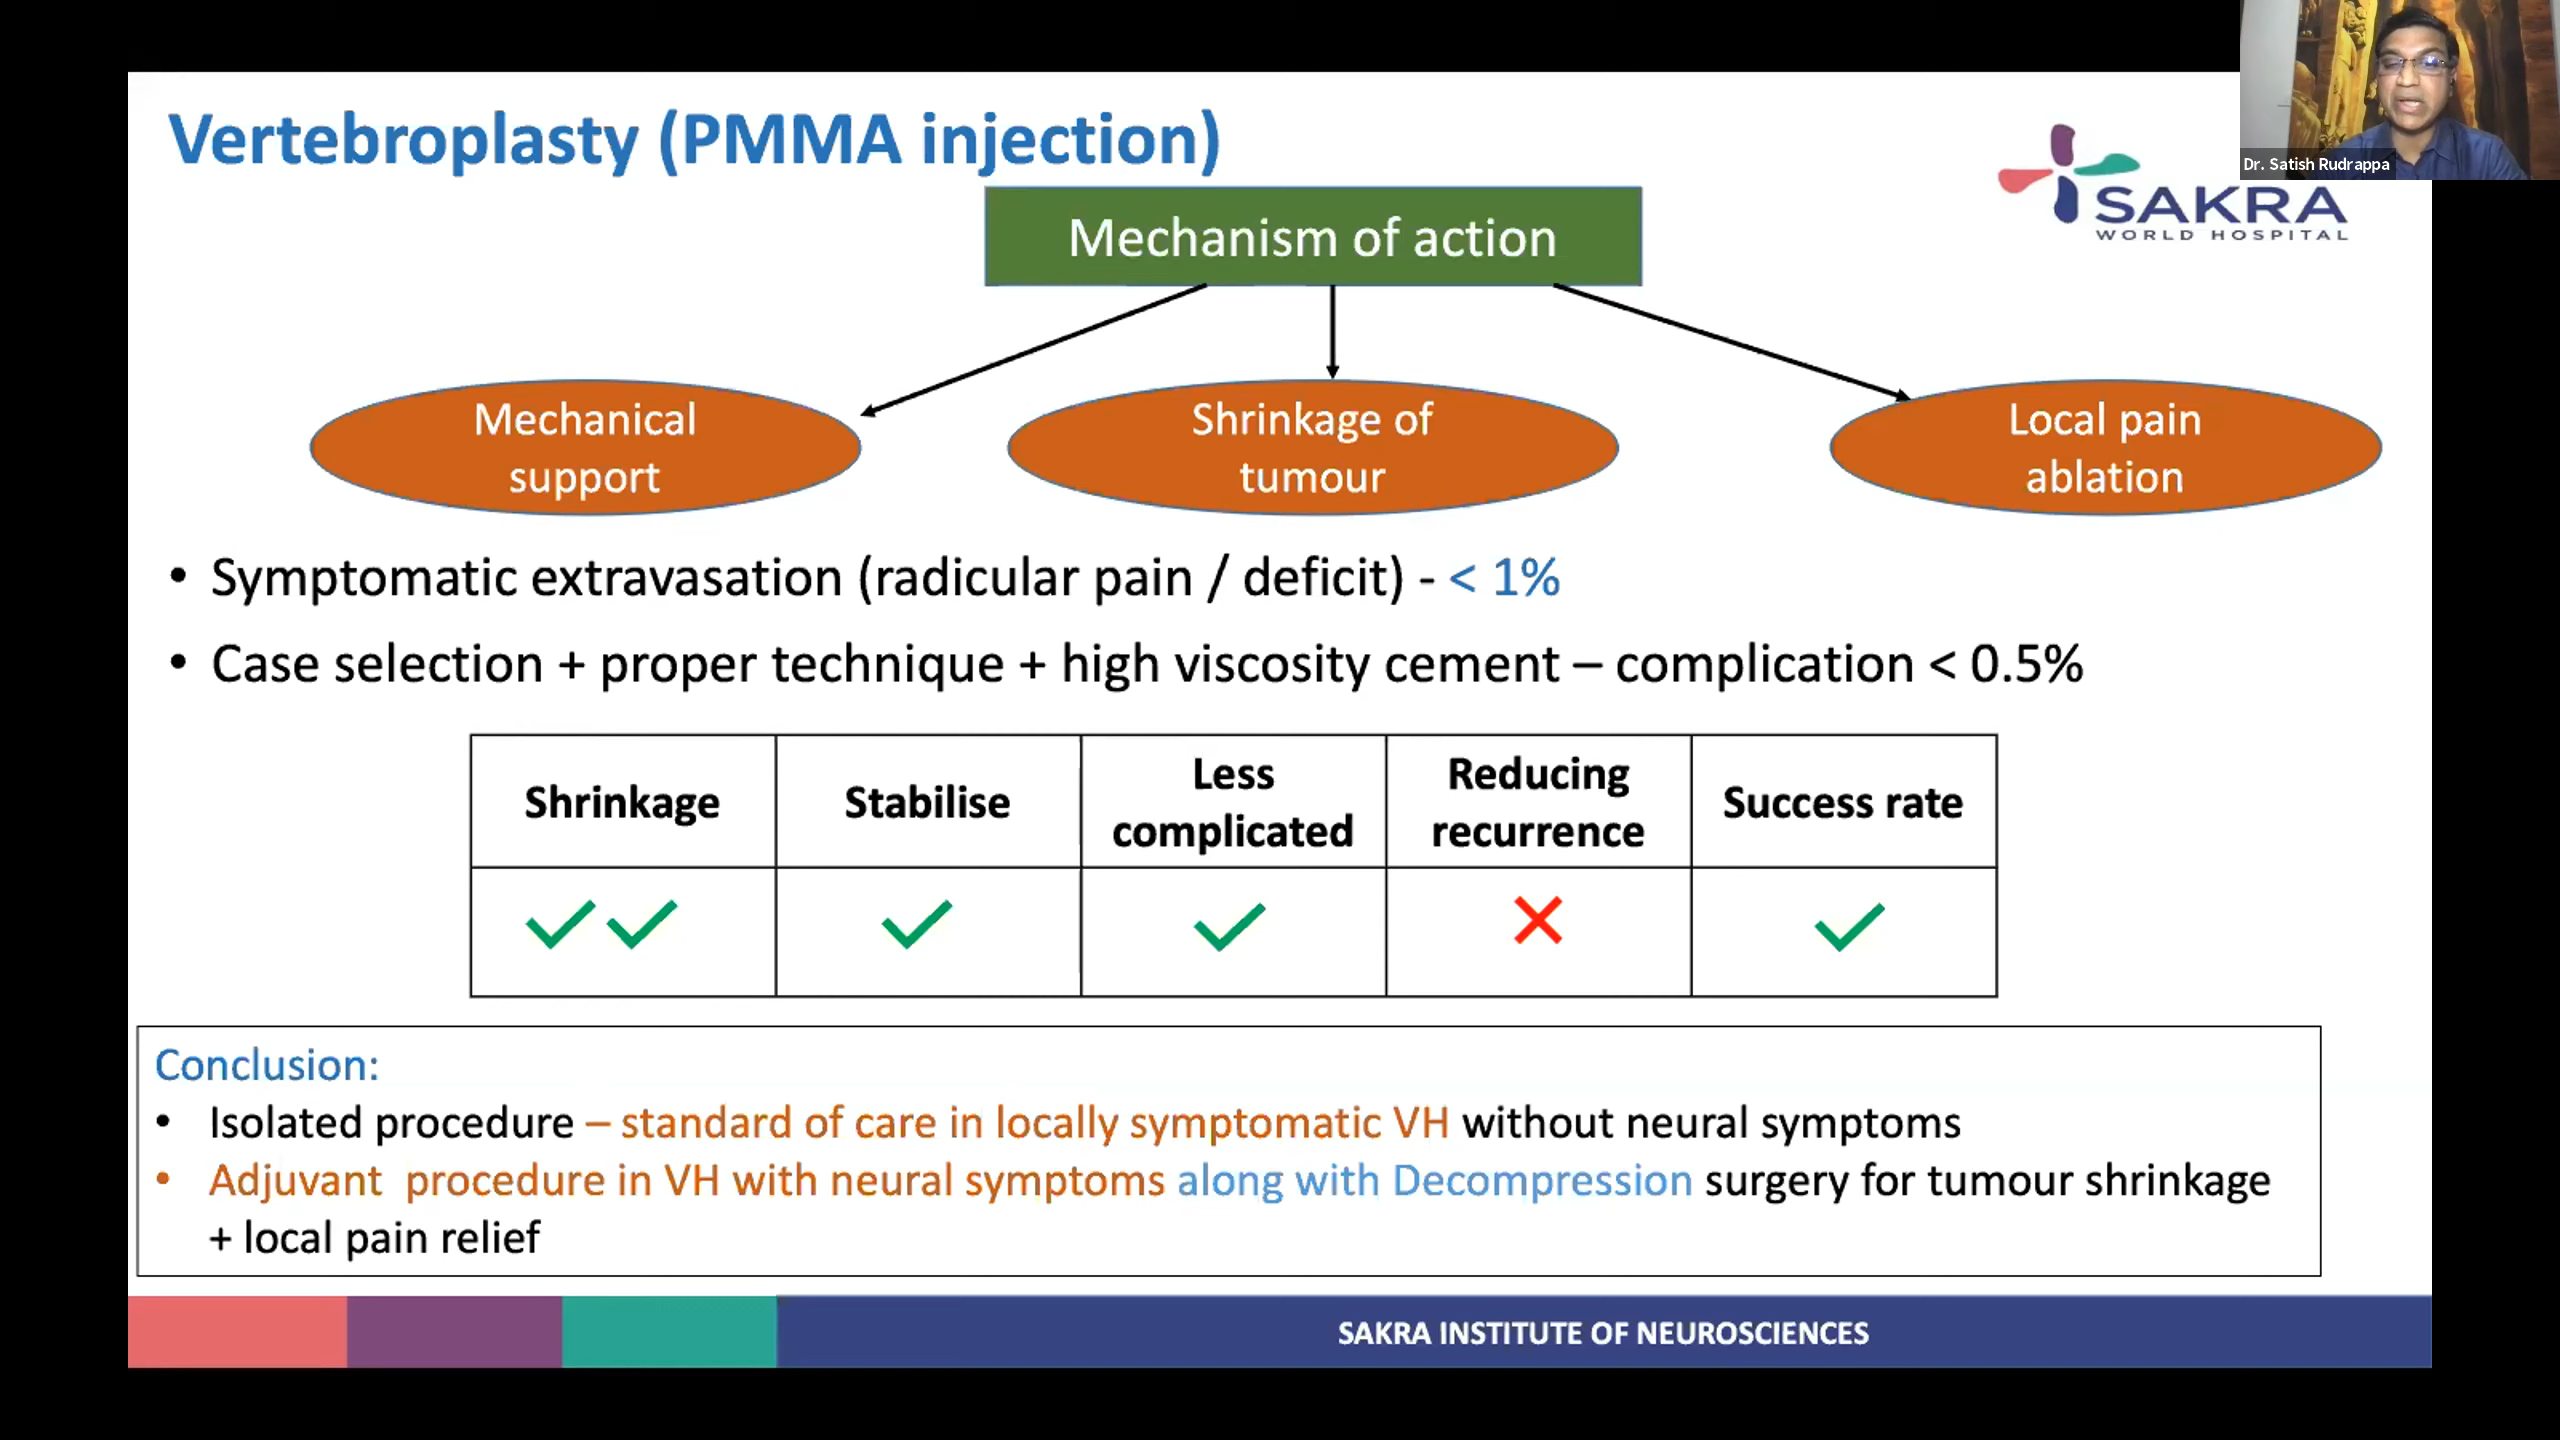 Vertebroplasty (PMMA injection)
Dr. Satish Rudrappa
SAKRA
WORLD HOSPITAL
Mechanism of action
Mechanical
support
Shrinkage of
tumour
Local pain
ablation
• Symptomatic extravasation (radicular pain / deficit) - < 1%
• Case selection + proper technique + high viscosity cement – complication < 0.5%
Shrinkage
Stabilise
Less
complicated
Reducing
recurrence
Success rate
Conclusion:
• Isolated procedure – standard of care in locally symptomatic VH without neural symptoms
• Adjuvant procedure in VH with neural symptoms along with Decompression surgery for tumour shrinkage
+ local pain relief
SAKRA INSTITUTE OF NEUROSCIENCES